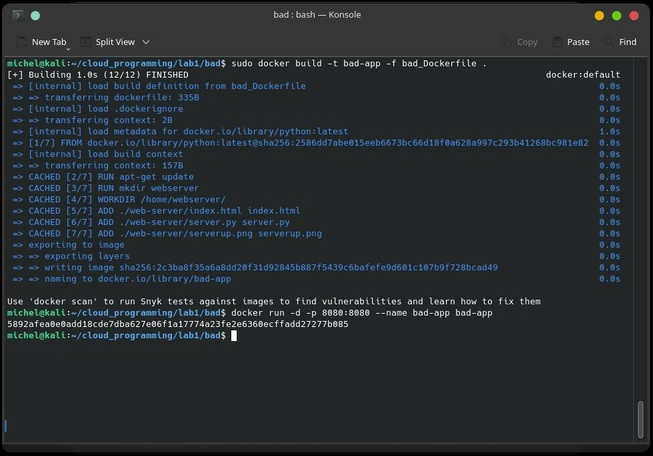 bad : bash — Konsole
New Tab
Split View
Copy
Paste
Find
michel@kali:~/cloud_programming/lab1/bad$ sudo docker build -t bad-app -f bad_Dockerfile .
[+] Building 1.0s (12/12) FINISHED docker:default
=> [internal] load build definition from bad_Dockerfile 0.0s
=> => transferring dockerfile: 335B 0.0s
=> [internal] load .dockerignore 0.0s
=> => transferring context: 2B 0.0s
=> [internal] load metadata for docker.io/library/python:latest 1.0s
=> [1/7] FROM docker.io/library/python:latest@sha256:2586dd7abe015eeb6673bc66d18f0a628a997c293b41268bc981e82 0.0s
=> [internal] load build context 0.0s
=> => transferring context: 157B 0.0s
=> CACHED [2/7] RUN apt-get update 0.0s
=> CACHED [3/7] RUN mkdir webserver 0.0s
=> CACHED [4/7] WORKDIR /home/webserver/ 0.0s
=> CACHED [5/7] ADD ./web-server/index.html index.html 0.0s
=> CACHED [6/7] ADD ./web-server/server.py server.py 0.0s
=> CACHED [7/7] ADD ./web-server/serverup.png serverup.png 0.0s
=> exporting to image 0.0s
=> => exporting layers 0.0s
=> => writing image sha256:2c3ba8f35a6a8dd20f31d92845b887f5439c6bafefe9d601c107b9f728bcad49 0.0s
=> => naming to docker.io/library/bad-app 0.0s
Use 'docker scan' to run Snyk tests against images to find vulnerabilities and learn how to fix them
michel@kali:~/cloud_programming/lab1/bad$ docker run -d -p 8080:8080 --name bad-app bad-app
5892afea0e0add18cde7dba627e06f1a17774a23fe2e6360ecffadd27277b085
michel@kali:~/cloud_programming/lab1/bad$